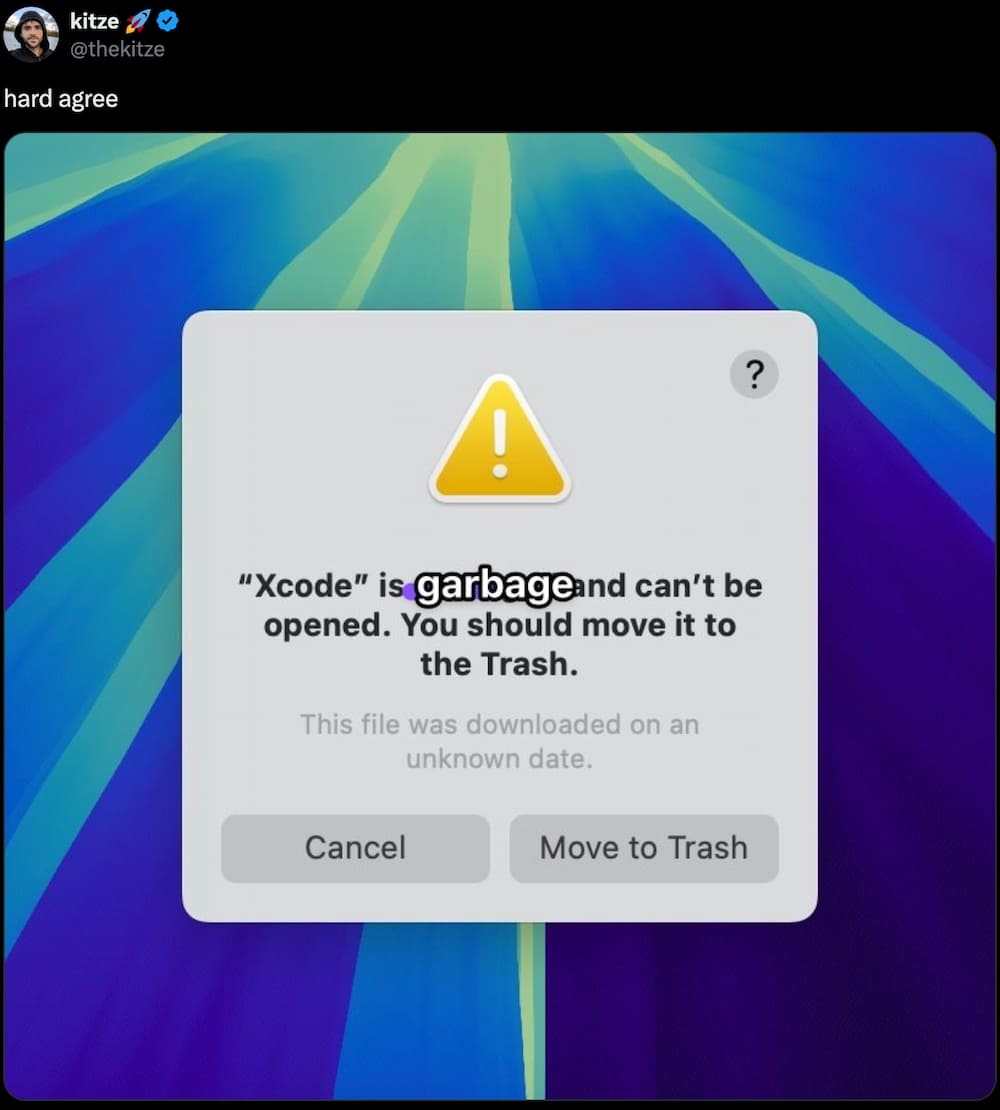 kitze 🚀
@thekitze
hard agree
?
“Xcode” is garbage and can’t be
opened. You should move it to
the Trash.
This file was downloaded on an
unknown date.
Cancel
Move to Trash